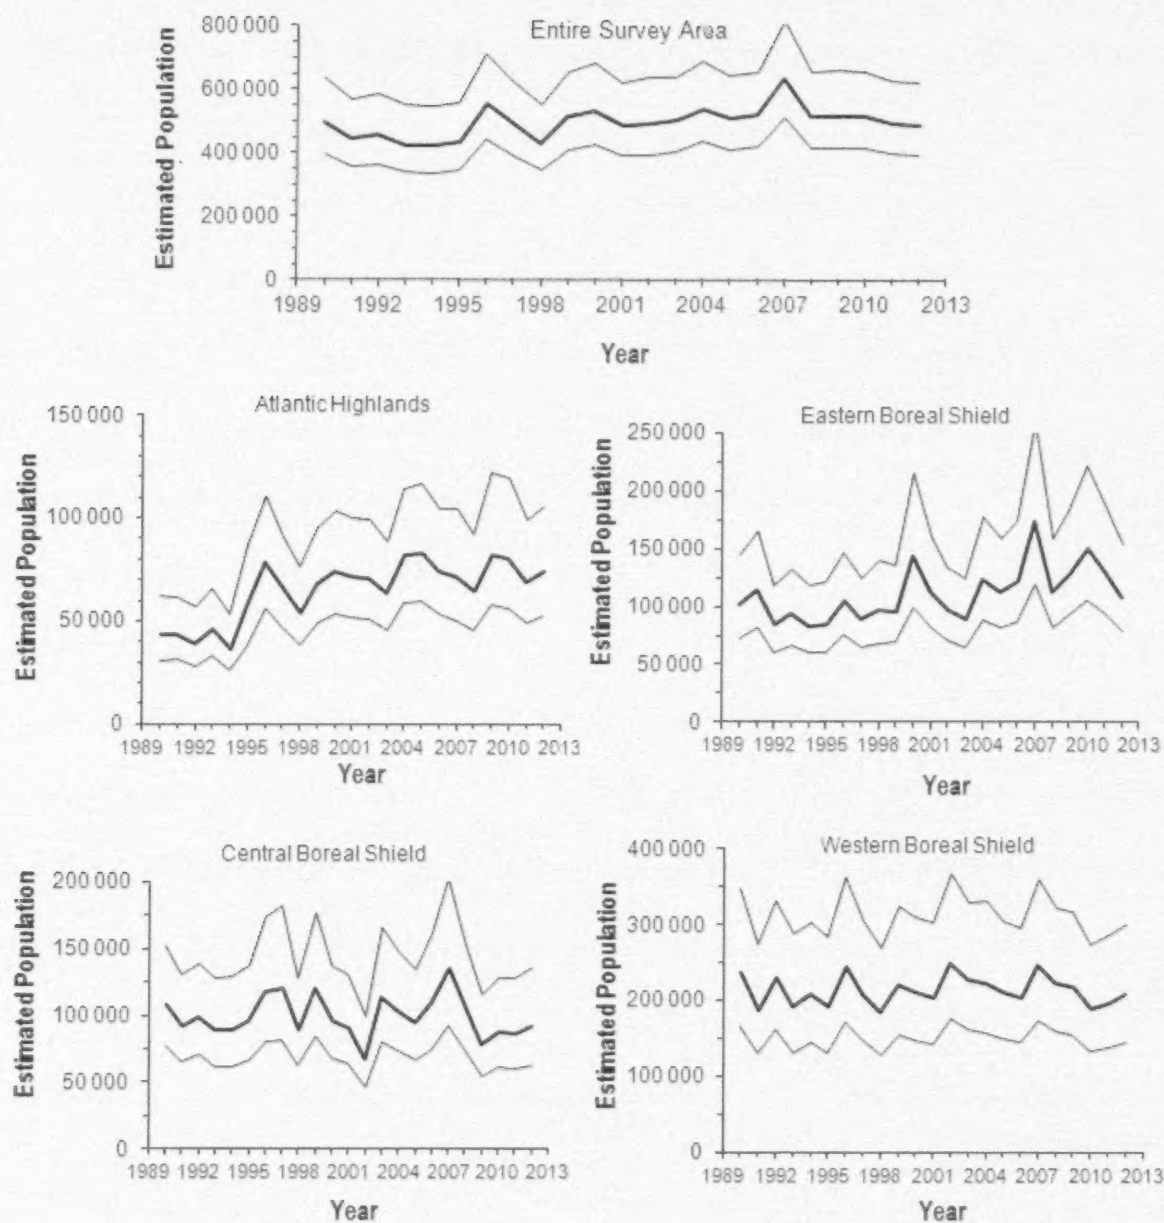 Entire Survey Area
Estimated Population
800 000
600 000
400 000
200 000
0
1989 1992 1995 1998 2001 2004 2007 2010 2013
Year
Atlantic Highlands
Estimated Population
150 000
100 000
50 000
0
1989 1992 1995 1998 2001 2004 2007 2010 2013
Year
Eastern Boreal Shield
Estimated Population
250 000
200 000
150 000
100 000
50 000
0
1989 1992 1995 1998 2001 2004 2007 2010 2013
Year
Central Boreal Shield
Estimated Population
200 000
150 000
100 000
50 000
0
1989 1992 1995 1998 2001 2004 2007 2010 2013
Year
Western Boreal Shield
Estimated Population
400 000
300 000
200 000
100 000
0
1989 1992 1995 1998 2001 2004 2007 2010 2013
Year